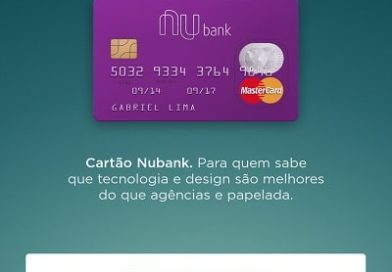 nu bank
5032 9334 3764
09/14 09/17
GABRIEL LIMA
MasterCard
Cartão Nubank. Para quem sabe
que tecnologia e design são melhores
do que agências e papelada.